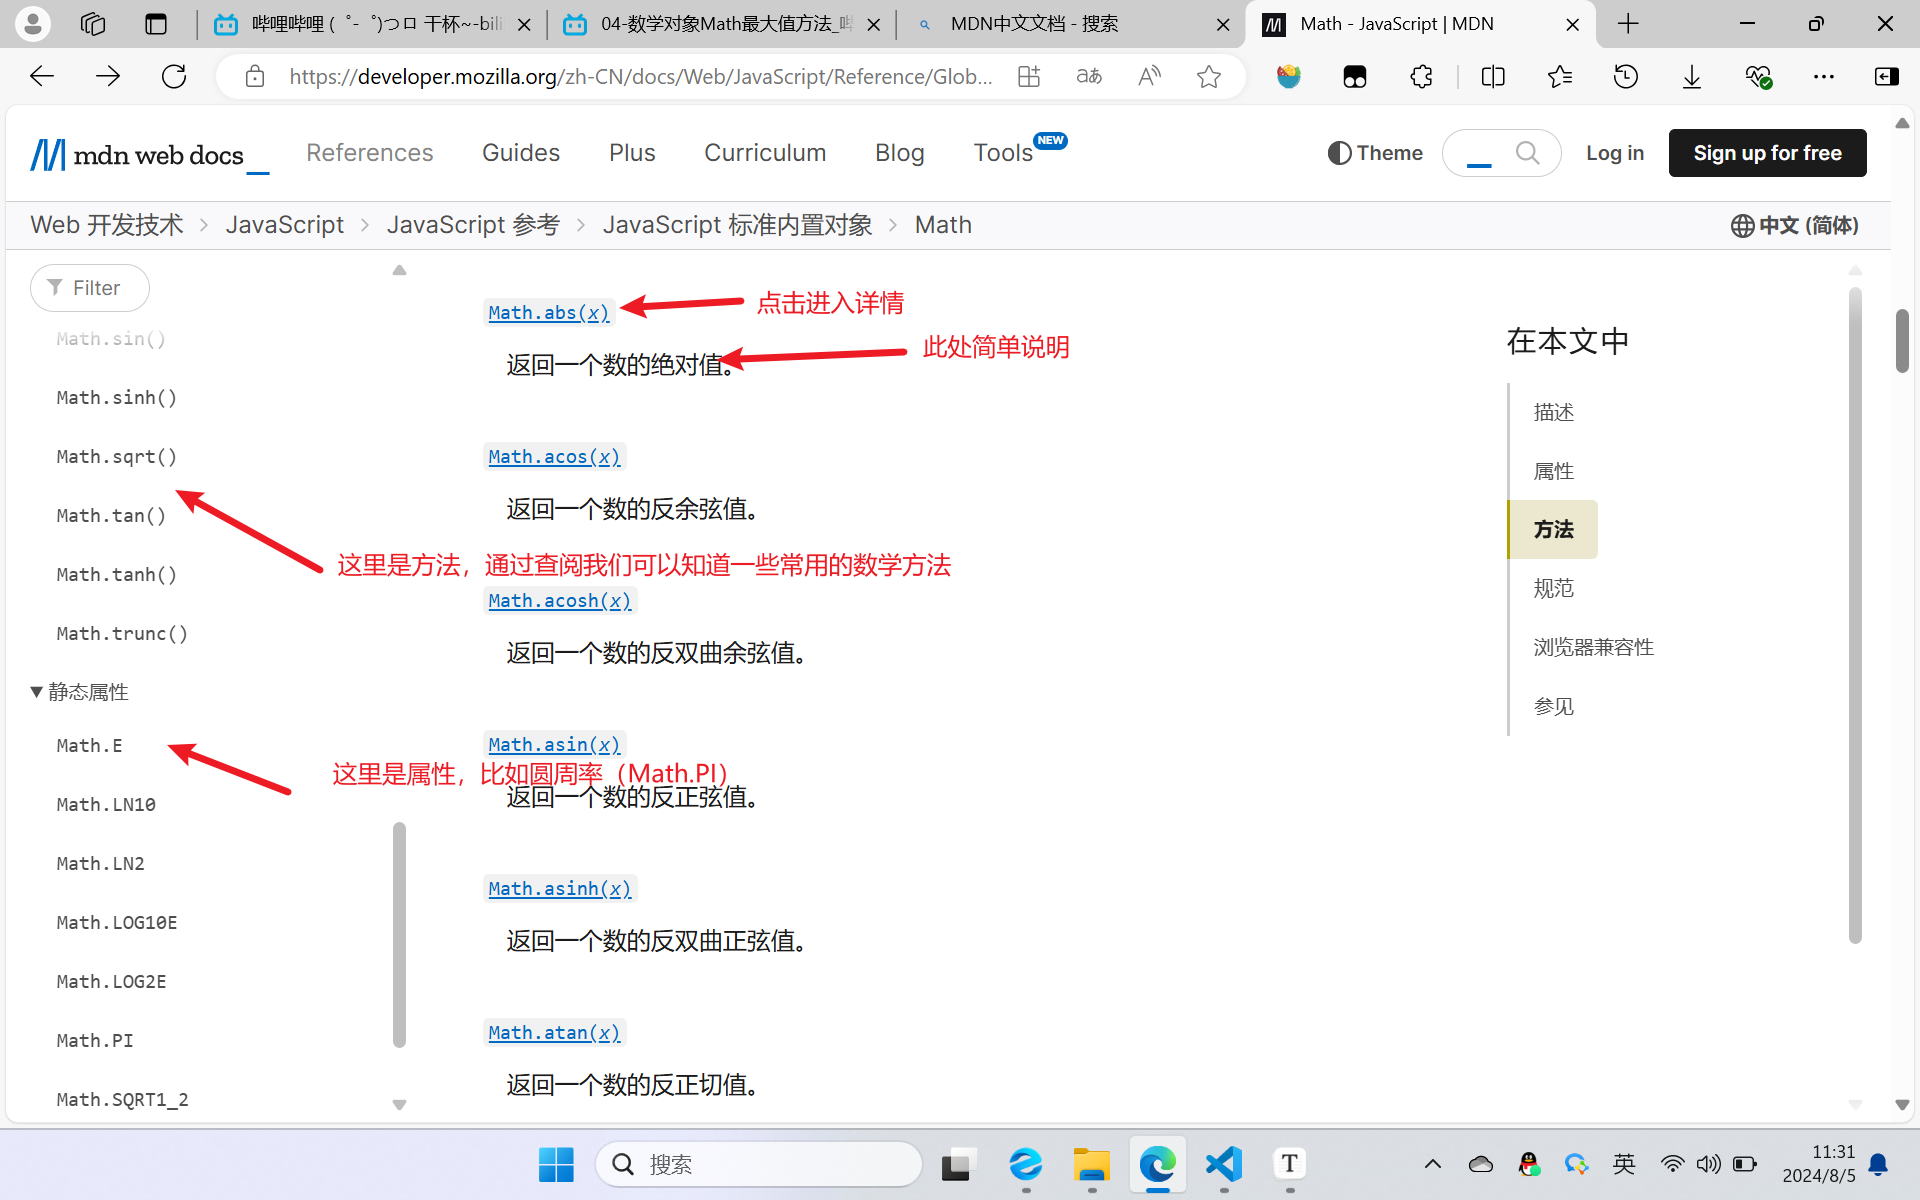 哔哩哔哩 (゜-゜)つロ 干杯~-bili
04-数学对象Math最大值方法_哔
MDN中文文档 - 搜索
Math - JavaScript | MDN
https://developer.mozilla.org/zh-CN/docs/Web/JavaScript/Reference/Glob...
mdn web docs_
References
Guides
Plus
Curriculum
Blog
Tools
NEW
Theme
Log in
Sign up for free
Web 开发技术
JavaScript
JavaScript 参考
JavaScript 标准内置对象
Math
中文 (简体)
Filter
Math.sin()
Math.sinh()
Math.sqrt()
Math.tan()
Math.tanh()
Math.trunc()
静态属性
Math.E
Math.LN10
Math.LN2
Math.LOG10E
Math.LOG2E
Math.PI
Math.SQRT1_2
Math.abs(x)
点击进入详情
返回一个数的绝对值。
此处简单说明
Math.acos(x)
返回一个数的反余弦值。
这里是方法，通过查阅我们可以知道一些常用的数学方法
Math.acosh(x)
返回一个数的反双曲余弦值。
Math.asin(x)
这里是属性，比如圆周率（Math.PI）
返回一个数的反正弦值。
Math.asinh(x)
返回一个数的反双曲正弦值。
Math.atan(x)
返回一个数的反正切值。
在本文中
描述
属性
方法
规范
浏览器兼容性
参见
搜索
T
英
11:31
2024/8/5